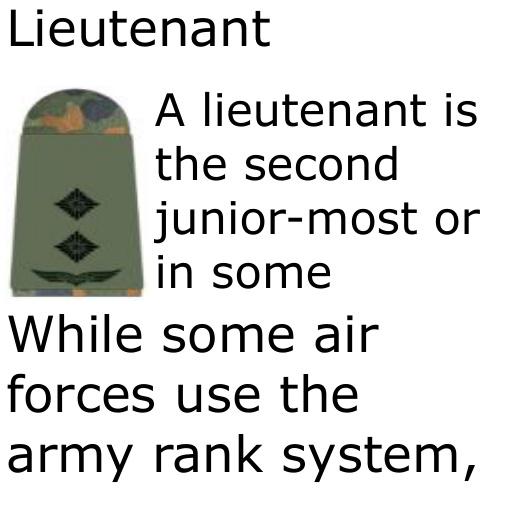 Lieutenant
A lieutenant is
the second
junior-most or
in some
While some air
forces use the
army rank system,